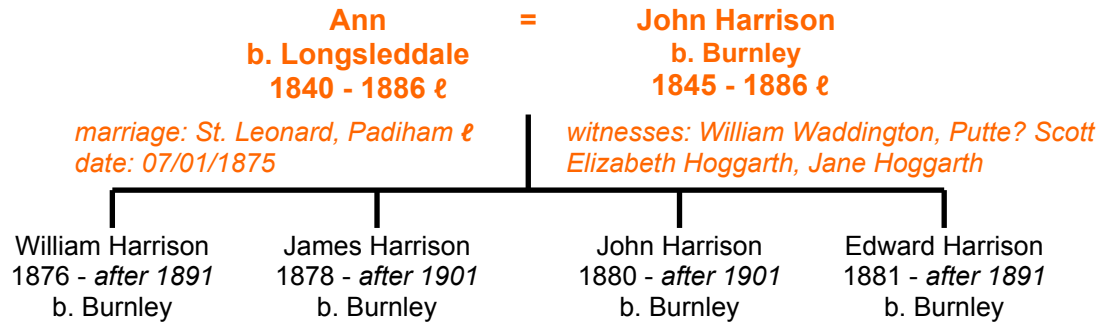 Ann = John Harrison
b. Longsleddale b. Burnley
1840 - 1886 ℓ 1845 - 1886 ℓ
marriage: St. Leonard, Padiham ℓ
date: 07/01/1875
witnesses: William Waddington, Putte? Scott
Elizabeth Hoggarth, Jane Hoggarth
William Harrison
1876 - after 1891
b. Burnley
James Harrison
1878 - after 1901
b. Burnley
John Harrison
1880 - after 1901
b. Burnley
Edward Harrison
1881 - after 1891
b. Burnley